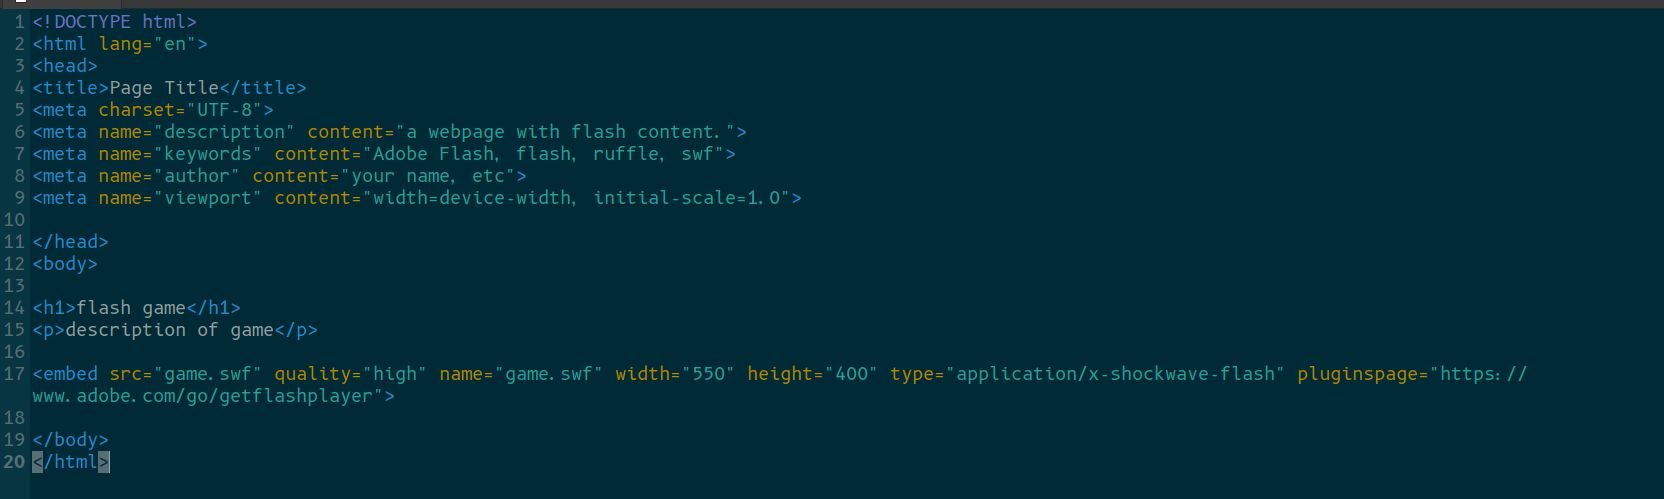 1 <!DOCTYPE html>
2 <html lang="en">
3 <head>
4 <title>Page Title</title>
5 <meta charset="UTF-8">
6 <meta name="description" content="a webpage with flash content.">
7 <meta name="keywords" content="Adobe Flash, flash, ruffle, swf">
8 <meta name="author" content="your name, etc">
9 <meta name="viewport" content="width=device-width, initial-scale=1.0">
10
11 </head>
12 <body>
13
14 <h1>flash game</h1>
15 <p>description of game</p>
16
17 <embed src="game.swf" quality="high" name="game.swf" width="550" height="400" type="application/x-shockwave-flash" pluginspage="https://
www.adobe.com/go/getflashplayer">
18
19 </body>
20 </html>